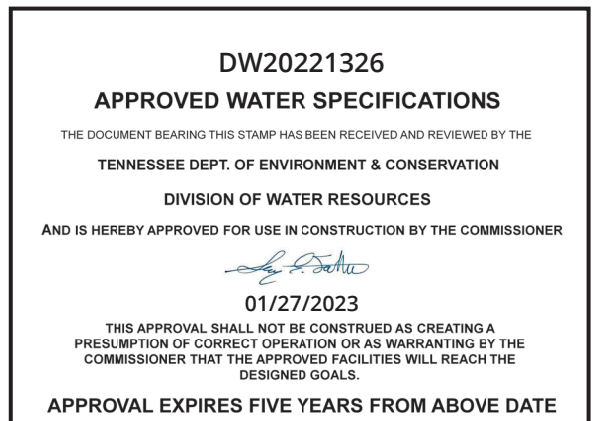 DW20221326
APPROVED WATER SPECIFICATIONS
THE DOCUMENT BEARING THIS STAMP HAS BEEN RECEIVED AND REVIEWED BY THE
TENNESSEE DEPT. OF ENVIRONMENT & CONSERVATION
DIVISION OF WATER RESOURCES
AND IS HEREBY APPROVED FOR USE IN CONSTRUCTION BY THE COMMISSIONER
01/27/2023
THIS APPROVAL SHALL NOT BE CONSTRUED AS CREATING A
PRESUMPTION OF CORRECT OPERATION OR AS WARRANTING BY THE
COMMISSIONER THAT THE APPROVED FACILITIES WILL REACH THE
DESIGNED GOALS.
APPROVAL EXPIRES FIVE YEARS FROM ABOVE DATE